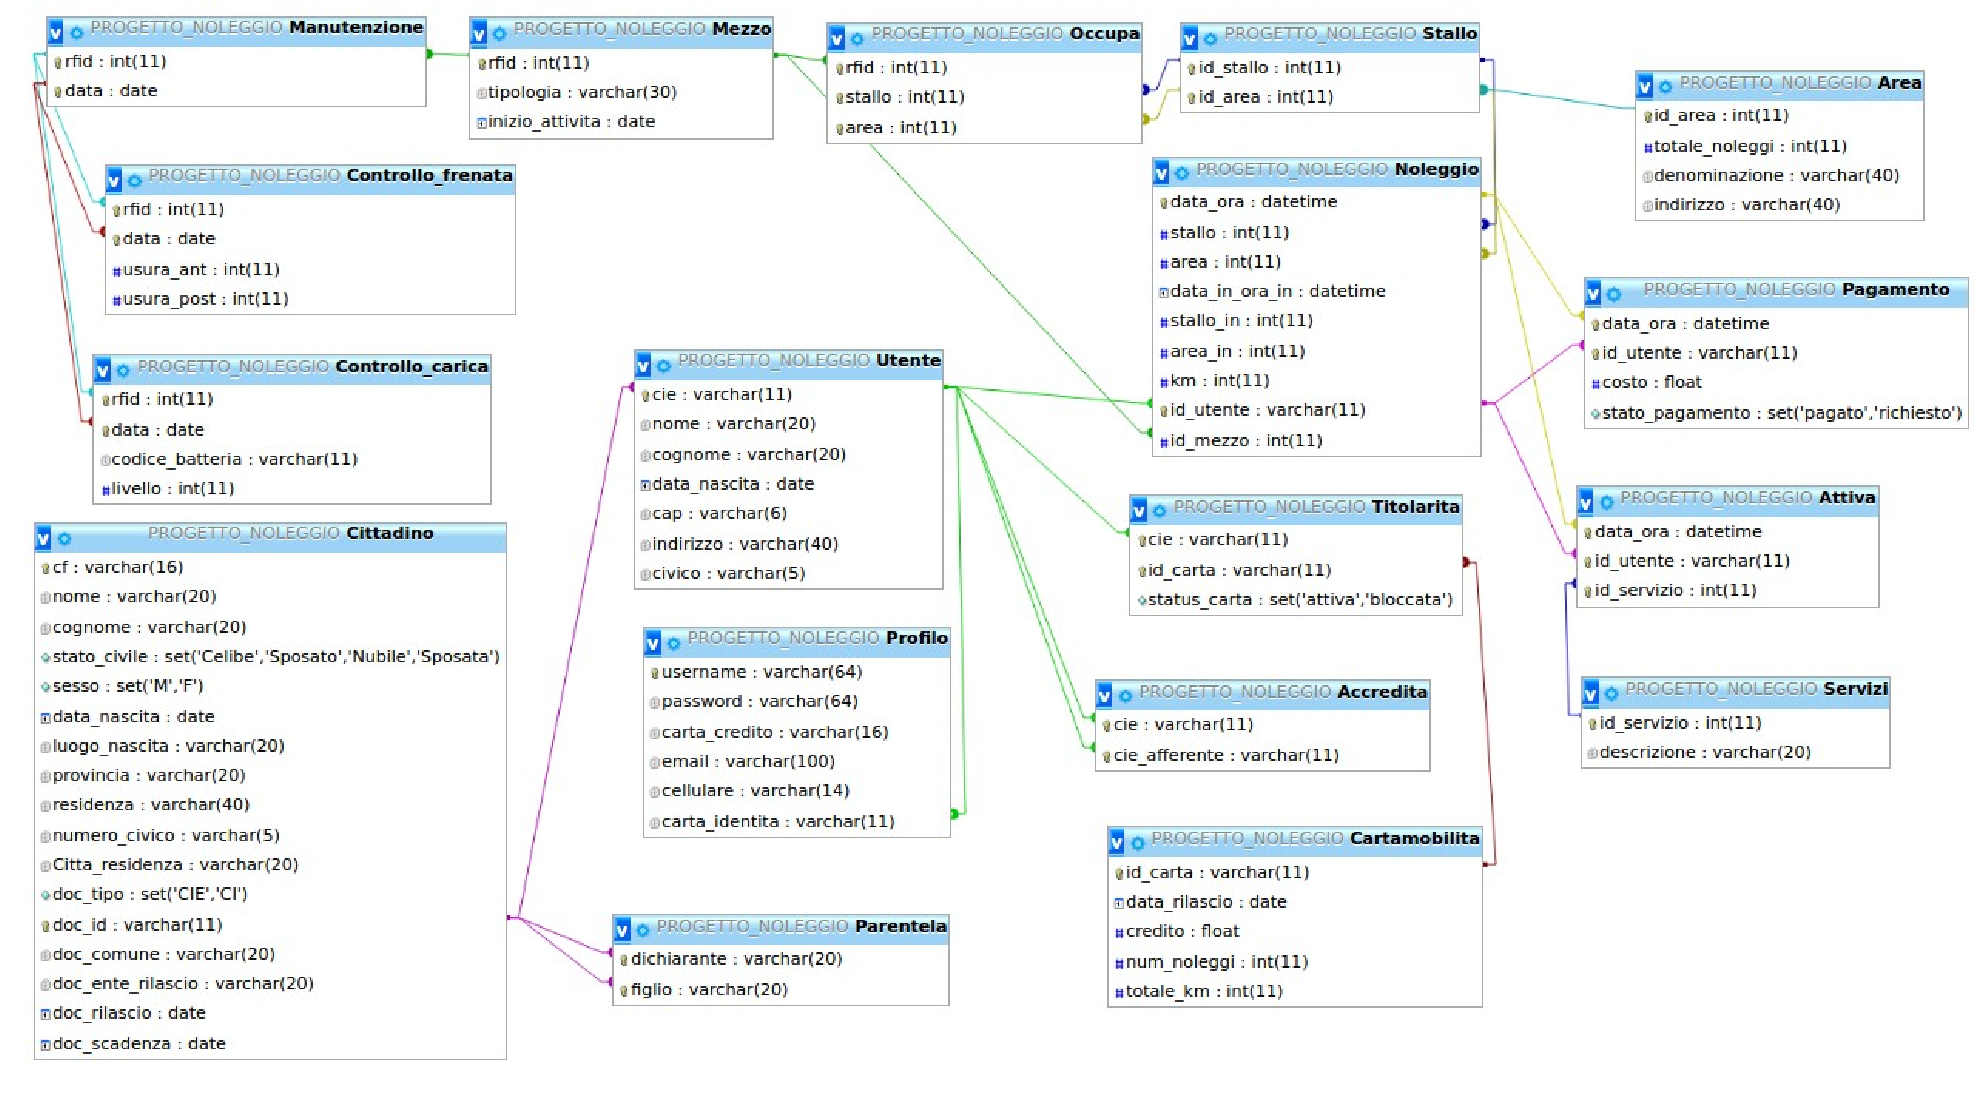 PROGETTO_NOLEGGIO Manutenzione
rfid : int(11)
data : date
PROGETTO_NOLEGGIO Mezzo
rfid : int(11)
tipologia : varchar(30)
inizio_attivita : date
PROGETTO_NOLEGGIO Occupa
rfid : int(11)
stallo : int(11)
area : int(11)
PROGETTO_NOLEGGIO Stallo
id_stallo : int(11)
id_area : int(11)
PROGETTO_NOLEGGIO Area
id_area : int(11)
totale_noleggi : int(11)
denominazione : varchar(40)
indirizzo : varchar(40)
PROGETTO_NOLEGGIO Controllo_frenata
rfid : int(11)
data : date
usura_ant : int(11)
usura_post : int(11)
PROGETTO_NOLEGGIO Noleggio
data_ora : datetime
stallo : int(11)
area : int(11)
data_in_ora_in : datetime
stallo_in : int(11)
area_in : int(11)
km : int(11)
id_utente : varchar(11)
id_mezzo : int(11)
PROGETTO_NOLEGGIO Pagamento
data_ora : datetime
id_utente : varchar(11)
costo : float
stato_pagamento : set('pagato','richiesto')
PROGETTO_NOLEGGIO Controllo_carica
rfid : int(11)
data : date
codice_batteria : varchar(11)
livello : int(11)
PROGETTO_NOLEGGIO Utente
cie : varchar(11)
nome : varchar(20)
cognome : varchar(20)
data_nascita : date
cap : varchar(6)
indirizzo : varchar(40)
civico : varchar(5)
PROGETTO_NOLEGGIO Titolarita
cie : varchar(11)
id_carta : varchar(11)
status_carta : set('attiva','bloccata')
PROGETTO_NOLEGGIO Attiva
data_ora : datetime
id_utente : varchar(11)
id_servizio : int(11)
PROGETTO_NOLEGGIO Cittadino
cf : varchar(16)
nome : varchar(20)
cognome : varchar(20)
stato_civile : set('Celibe','Sposato','Nubile','Sposata')
sesso : set('M','F')
data_nascita : date
luogo_nascita : varchar(20)
provincia : varchar(20)
residenza : varchar(40)
numero_civico : varchar(5)
Citta_residenza : varchar(20)
doc_tipo : set('CIE','CI')
doc_id : varchar(11)
doc_comune : varchar(20)
doc_ente_rilascio : varchar(20)
doc_rilascio : date
doc_scadenza : date
PROGETTO_NOLEGGIO Profilo
username : varchar(64)
password : varchar(64)
carta_credito : varchar(16)
email : varchar(100)
cellulare : varchar(14)
carta_identita : varchar(11)
PROGETTO_NOLEGGIO Accredita
cie : varchar(11)
cie_afferente : varchar(11)
PROGETTO_NOLEGGIO Servizi
id_servizio : int(11)
descrizione : varchar(20)
PROGETTO_NOLEGGIO Cartamobilita
id_carta : varchar(11)
data_rilascio : date
credito : float
num_noleggi : int(11)
totale_km : int(11)
PROGETTO_NOLEGGIO Parentela
dichiarante : varchar(20)
figlio : varchar(20)